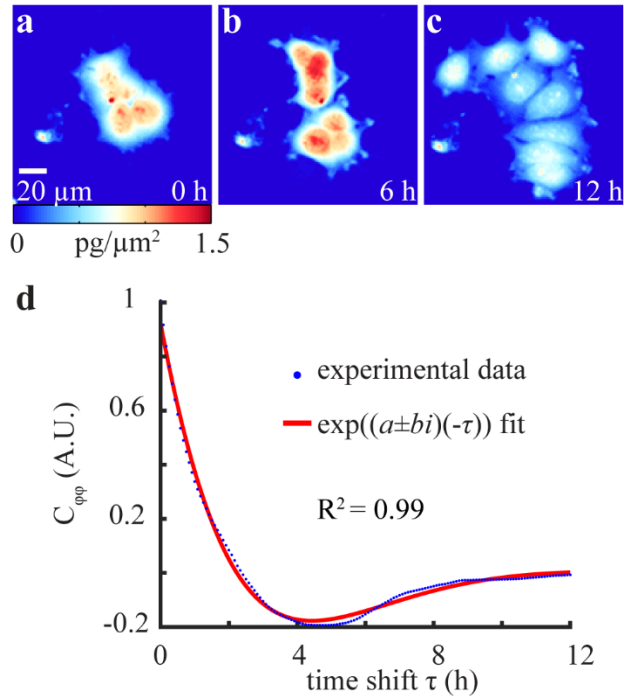 a
b
c
20 µm
0 h
6 h
12 h
0
pg/µm²
1.5
d
1
0.6
0.2
-0.2
C_φφ (A.U.)
experimental data
exp((a±bi)(-τ)) fit
R² = 0.99
0
4
8
12
time shift τ (h)